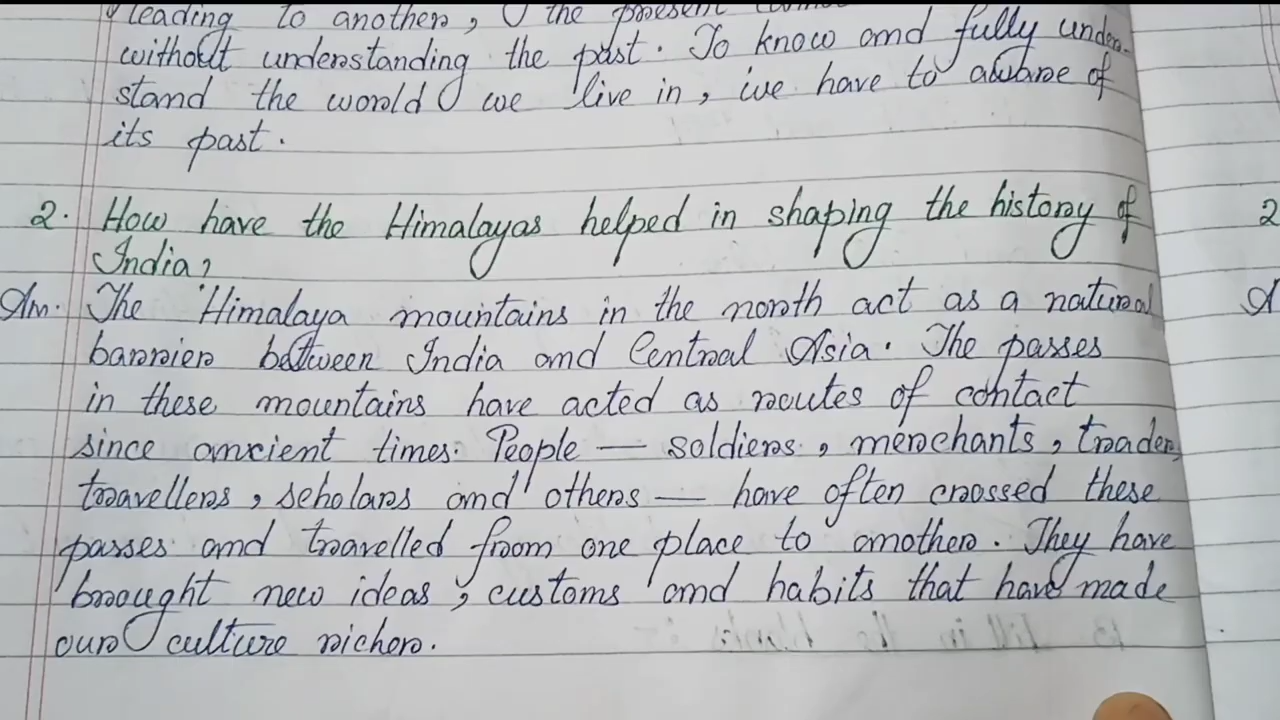 leading to another, the present
without understanding the past. To know and fully under-
stand the world we live in, we have to aware of
its past.
2. How have the Himalayas helped in shaping the history of
India?
Ans. The Himalaya mountains in the north act as a natural
barrier between India and Central Asia. The passes
in these mountains have acted as routes of contact
since ancient times. People — soldiers, merchants, trader,
travellers, scholars and others — have often crossed these
passes and travelled from one place to another. They have
brought new ideas, customs and habits that have made
our culture richer.
2